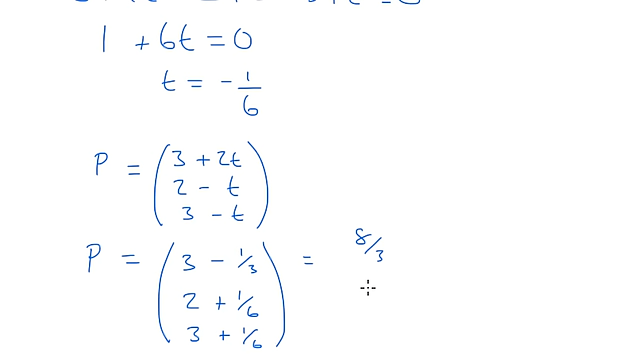 1 + 6t = 0
t = - 1/6
P = (3 + 2t
2 - t
3 - t)
P = (3 - 1/3
2 + 1/6
3 + 1/6) = 8/3